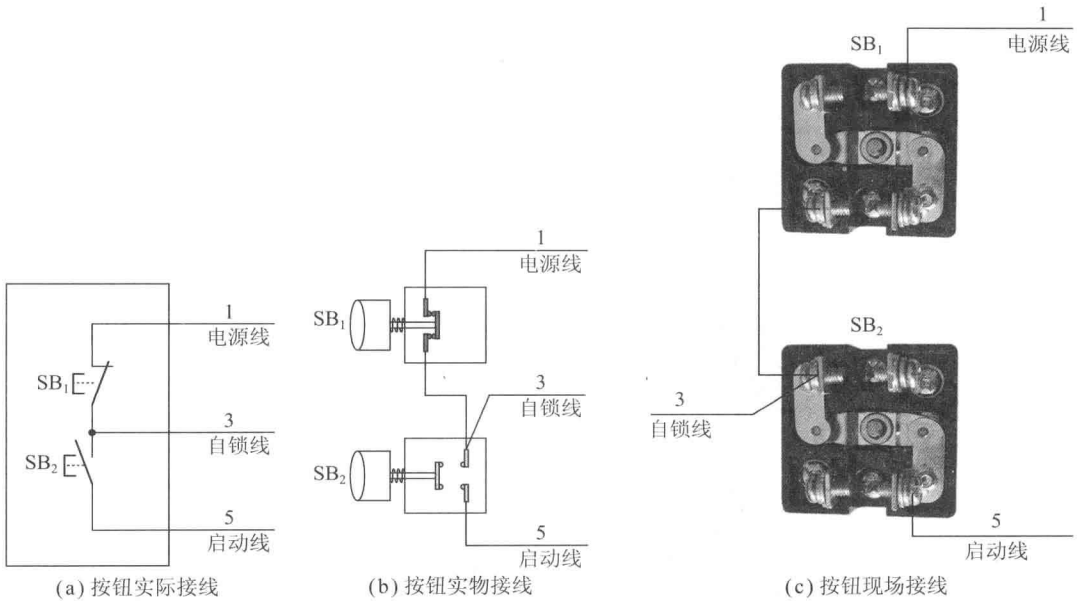 1
电源线
SB₁
3
自锁线
SB₂
5
启动线
(a) 按钮实际接线
1
电源线
SB₁
3
自锁线
SB₂
5
启动线
(b) 按钮实物接线
1
电源线
SB₁
SB₂
3
自锁线
5
启动线
(c) 按钮现场接线